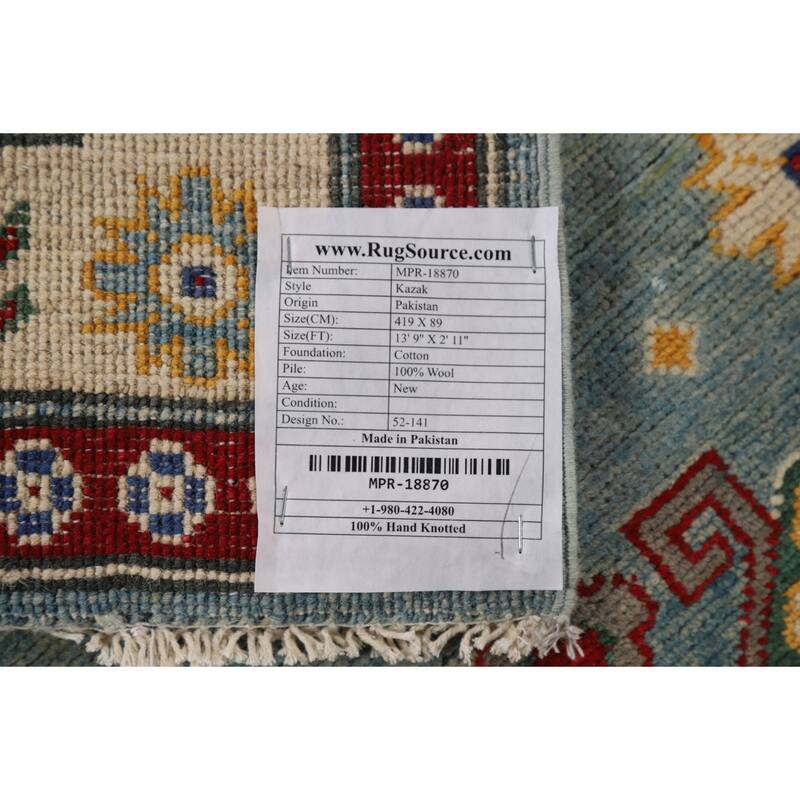 www.RugSource.com
Item Number: MPR-18870
Style Kazak
Origin Pakistan
Size(CM): 419 X 89
Size(FT): 13' 9" X 2' 11"
Foundation: Cotton
Pile: 100% Wool
Age: New
Condition:
Design No.: 52-141
Made in Pakistan
MPR-18870
+1-980-422-4080
100% Hand Knotted